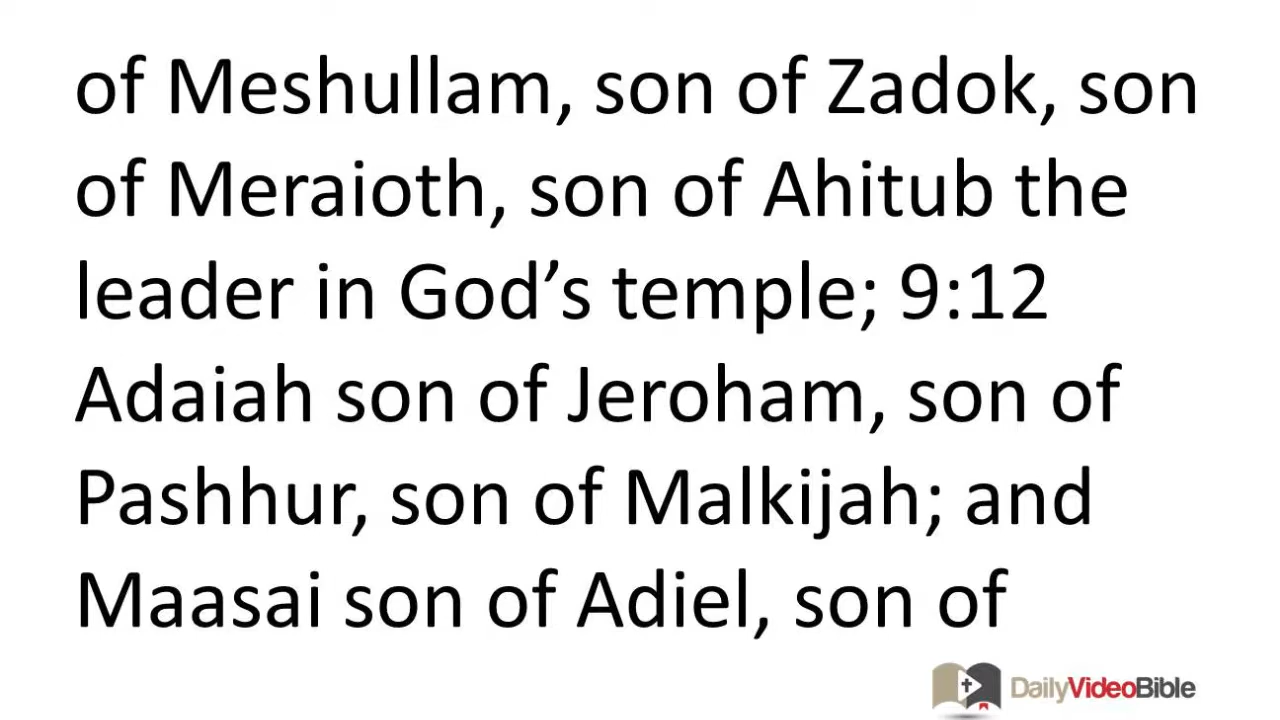 of Meshullam, son of Zadok, son
of Meraioth, son of Ahitub the
leader in God’s temple; 9:12
Adaiah son of Jeroham, son of
Pashhur, son of Malkijah; and
Maasai son of Adiel, son of
DailyVideoBible